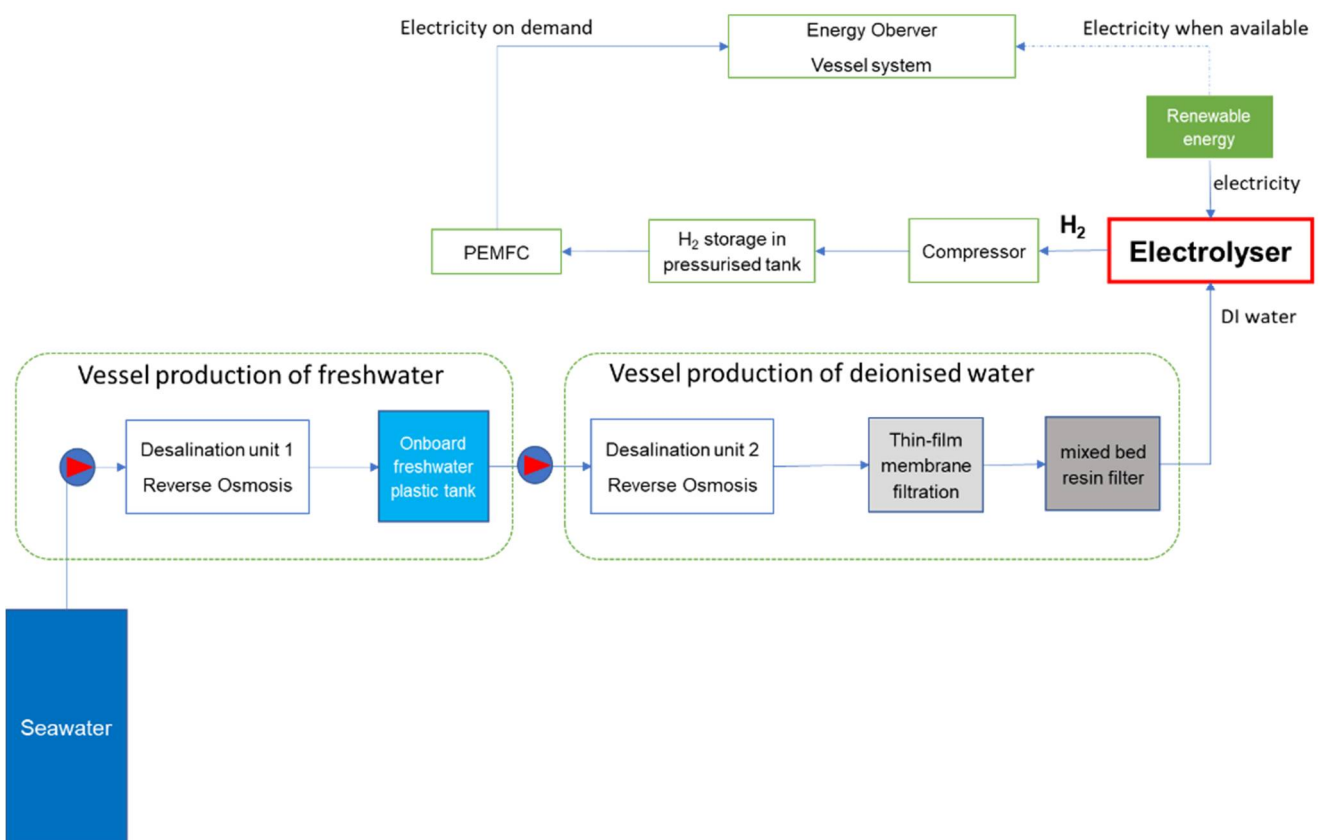 Electricity on demand
Energy Oberver
Vessel system
Electricity when available
Renewable
energy
electricity
PEMFC
H₂ storage in
pressurised tank
Compressor
H₂
Electrolyser
DI water
Vessel production of freshwater
Desalination unit 1
Reverse Osmosis
Onboard
freshwater
plastic tank
Vessel production of deionised water
Desalination unit 2
Reverse Osmosis
Thin-film
membrane
filtration
mixed bed
resin filter
Seawater